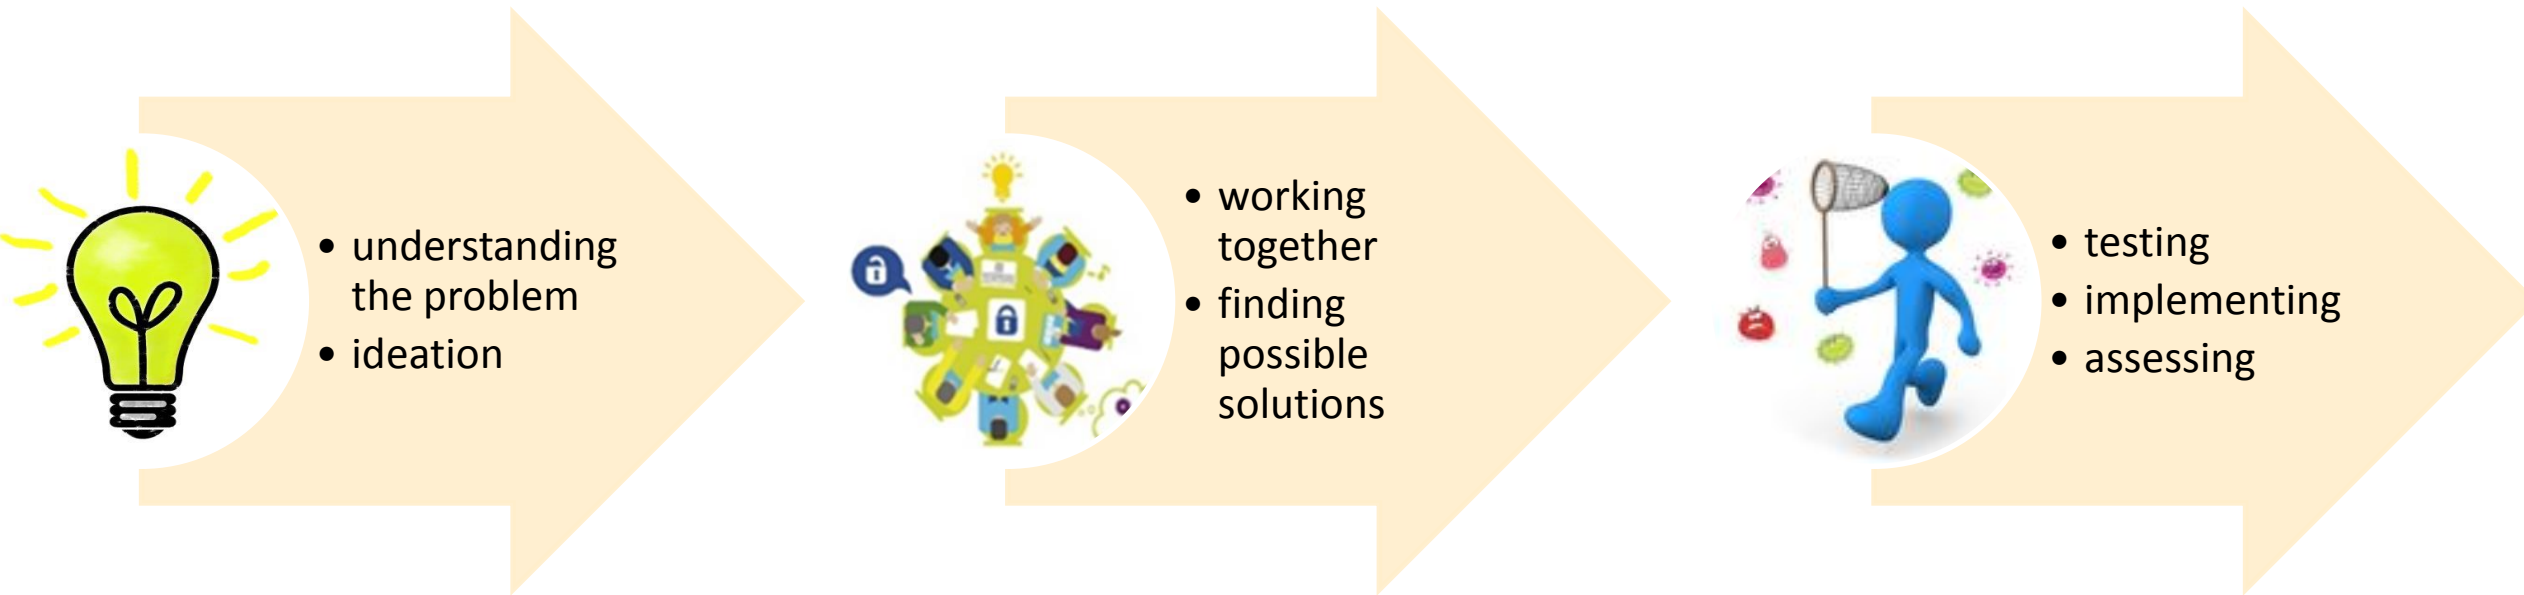 • understanding
the problem
• ideation
• working
together
• finding
possible
solutions
• testing
• implementing
• assessing